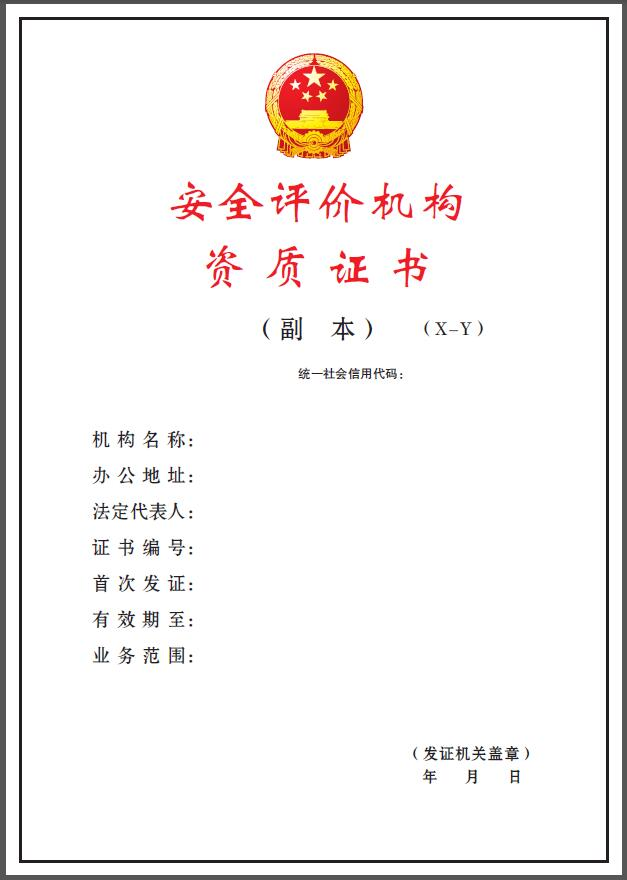 安全评价机构
资质证书
（副 本） （X-Y）
统一社会信用代码：
机构名称：
办公地址：
法定代表人：
证书编号：
首次发证：
有效期至：
业务范围：
（发证机关盖章）
年 月 日